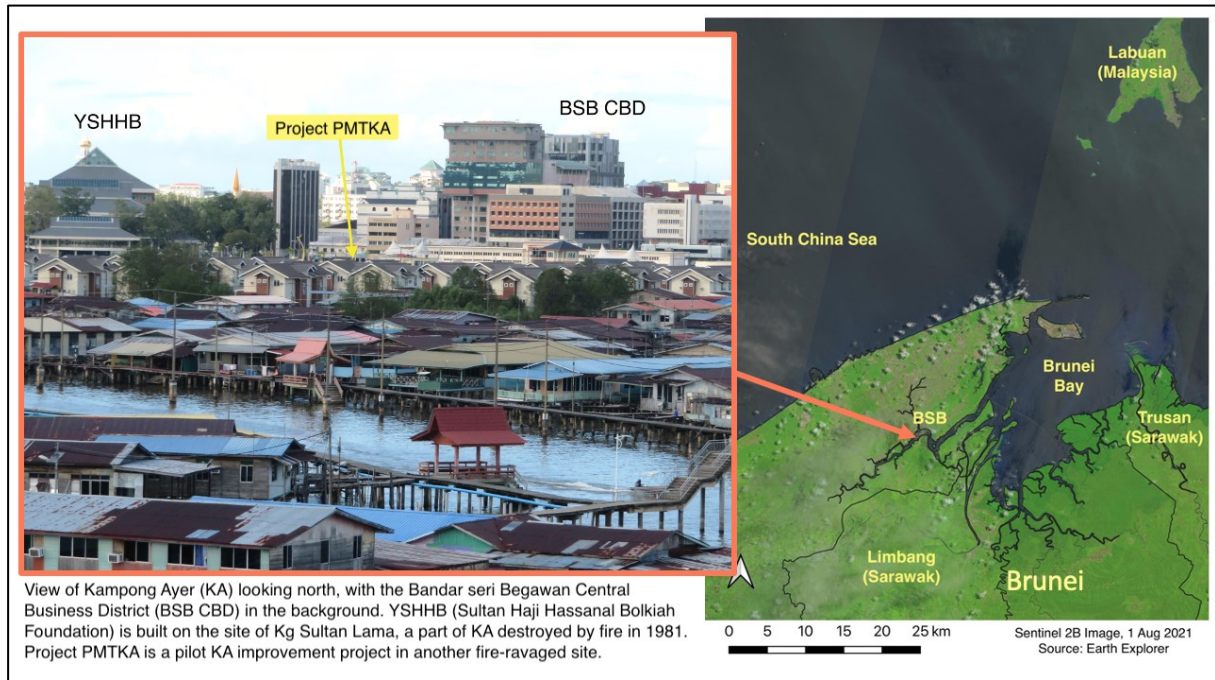 YSHHB
Project PMTKA
BSB CBD
View of Kampong Ayer (KA) looking north, with the Bandar seri Begawan Central
Business District (BSB CBD) in the background. YSHHB (Sultan Haji Hassanal Bolkiah
Foundation) is built on the site of Kg Sultan Lama, a part of KA destroyed by fire in 1981.
Project PMTKA is a pilot KA improvement project in another fire-ravaged site.
Labuan
(Malaysia)
South China Sea
Brunei
Bay
BSB
Trusan
(Sarawak)
Limbang
(Sarawak)
Brunei
0 5 10 15 20 25 km
Sentinel 2B Image, 1 Aug 2021
Source: Earth Explorer